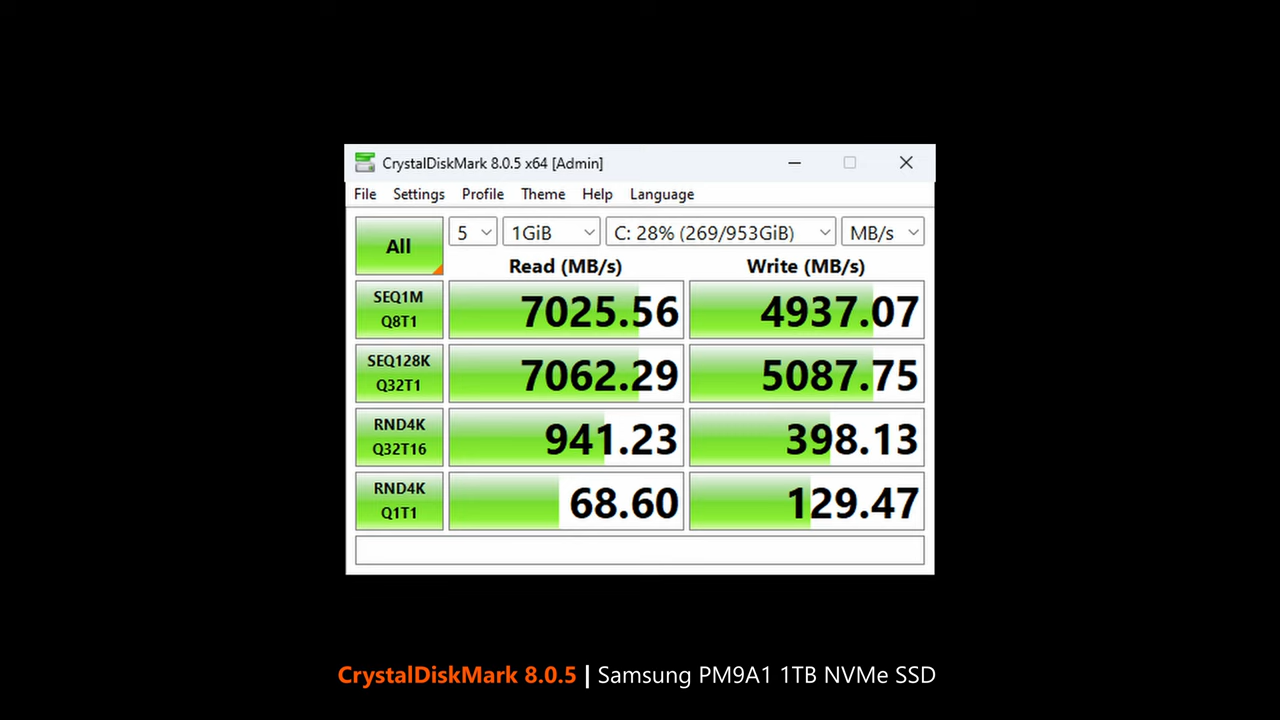 CrystalDiskMark 8.0.5 x64 [Admin]
File Settings Profile Theme Help Language
All 5 1GiB C: 28% (269/953GiB) MB/s
Read (MB/s) Write (MB/s)
SEQ1M
Q8T1 7025.56 4937.07
SEQ128K
Q32T1 7062.29 5087.75
RND4K
Q32T16 941.23 398.13
RND4K
Q1T1 68.60 129.47
CrystalDiskMark 8.0.5 | Samsung PM9A1 1TB NVMe SSD